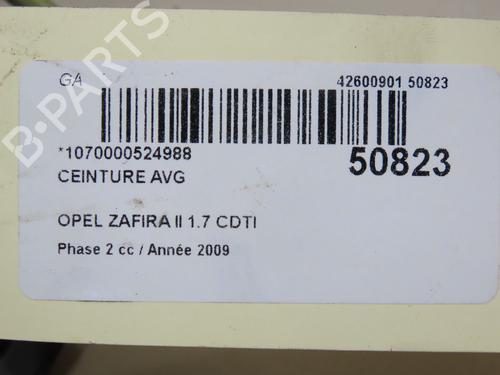 GA
42600901 50823
*1070000524988
50823
CEINTURE AVG
OPEL ZAFIRA II 1.7 CDTI
Phase 2 cc / Année 2009
B-PARTS